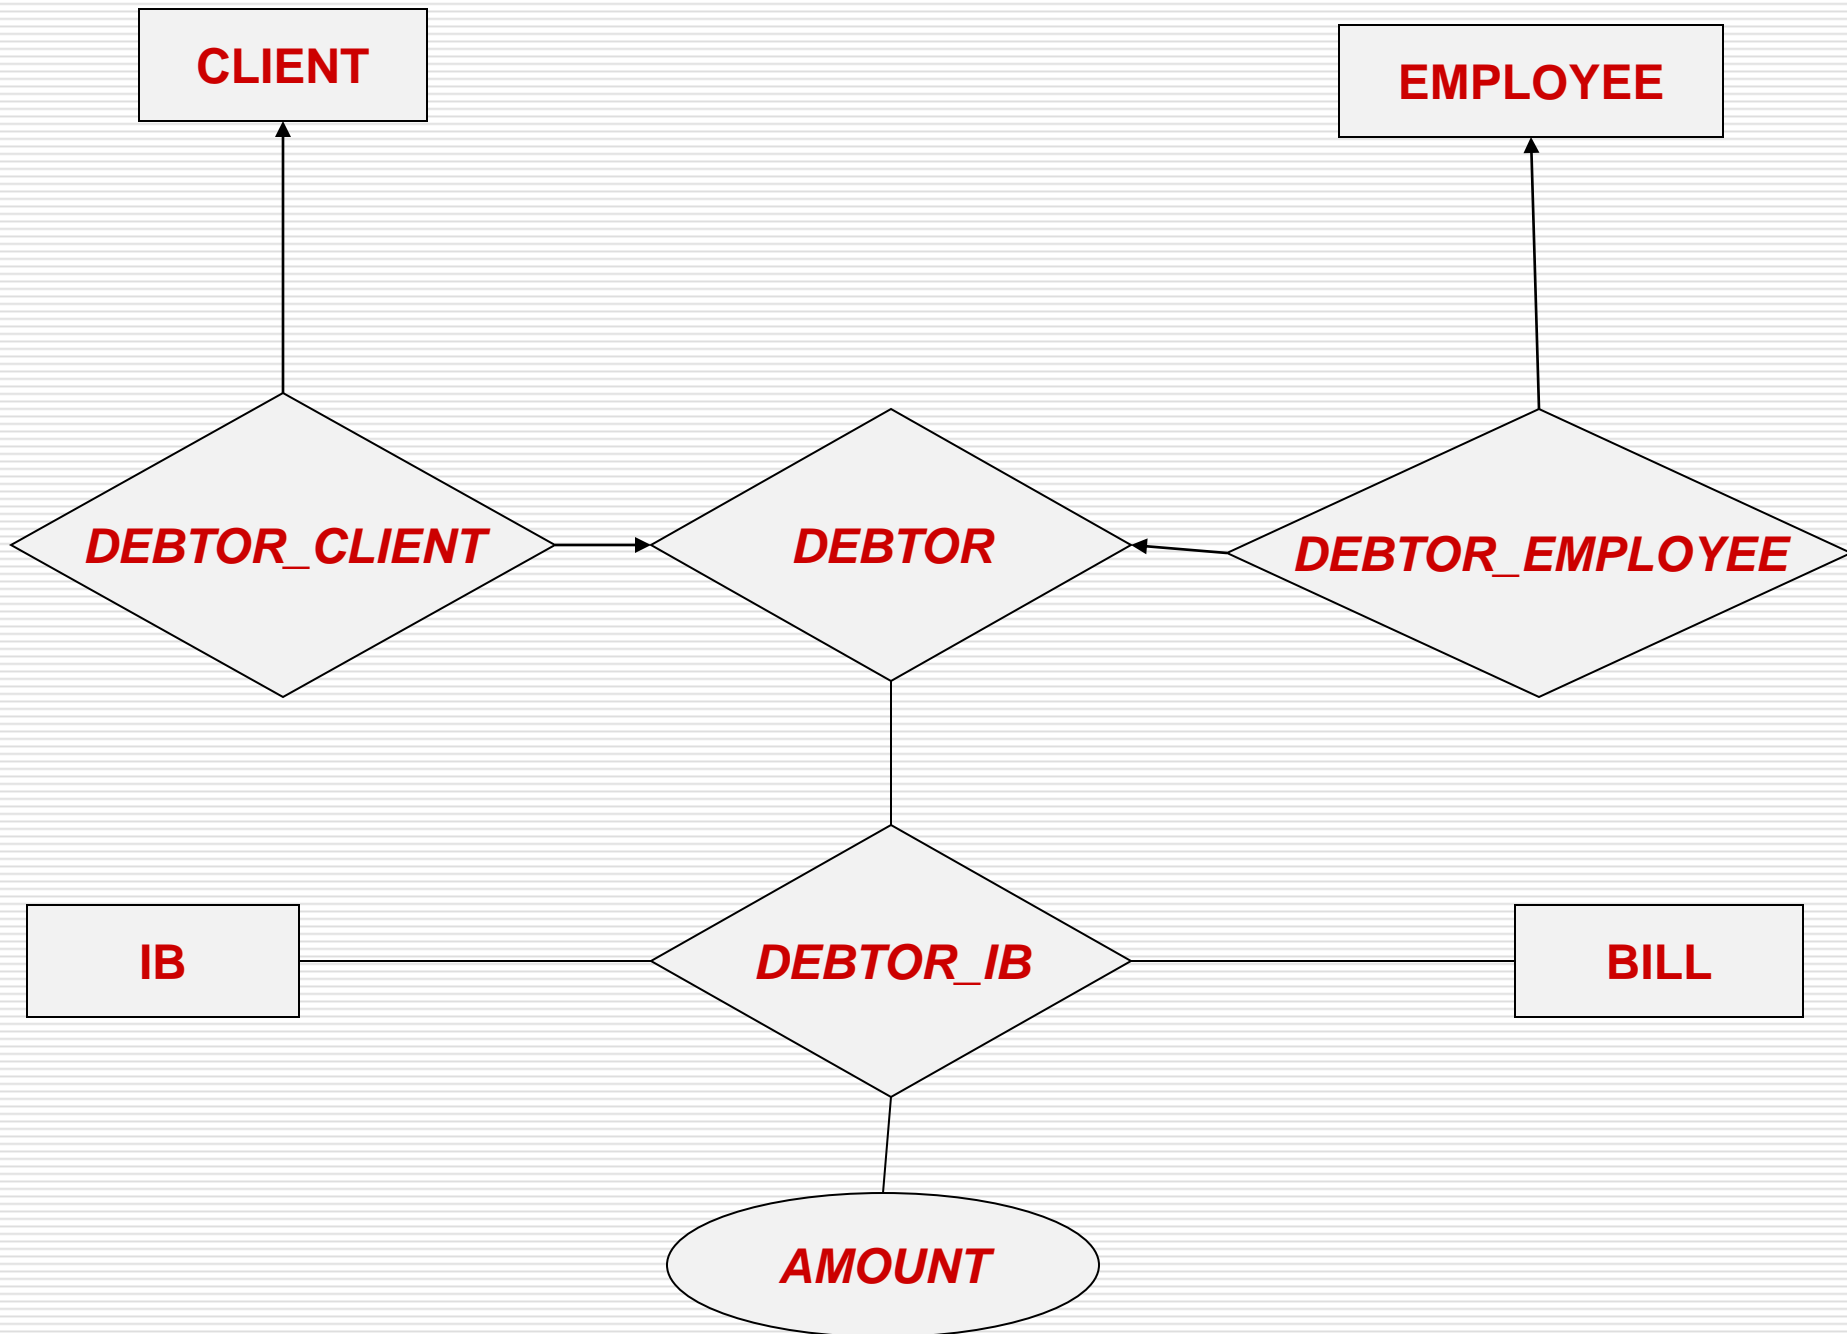 CLIENT
EMPLOYEE
DEBTOR_CLIENT
DEBTOR
DEBTOR_EMPLOYEE
IB
DEBTOR_IB
BILL
AMOUNT